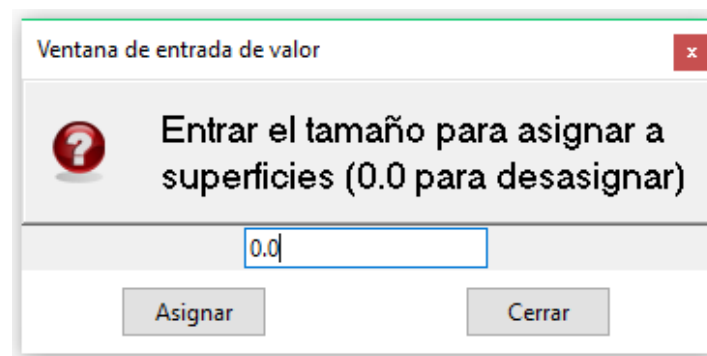 Ventana de entrada de valor
x
Entrar el tamaño para asignar a
superficies (0.0 para desasignar)
0.0
Asignar Cerrar